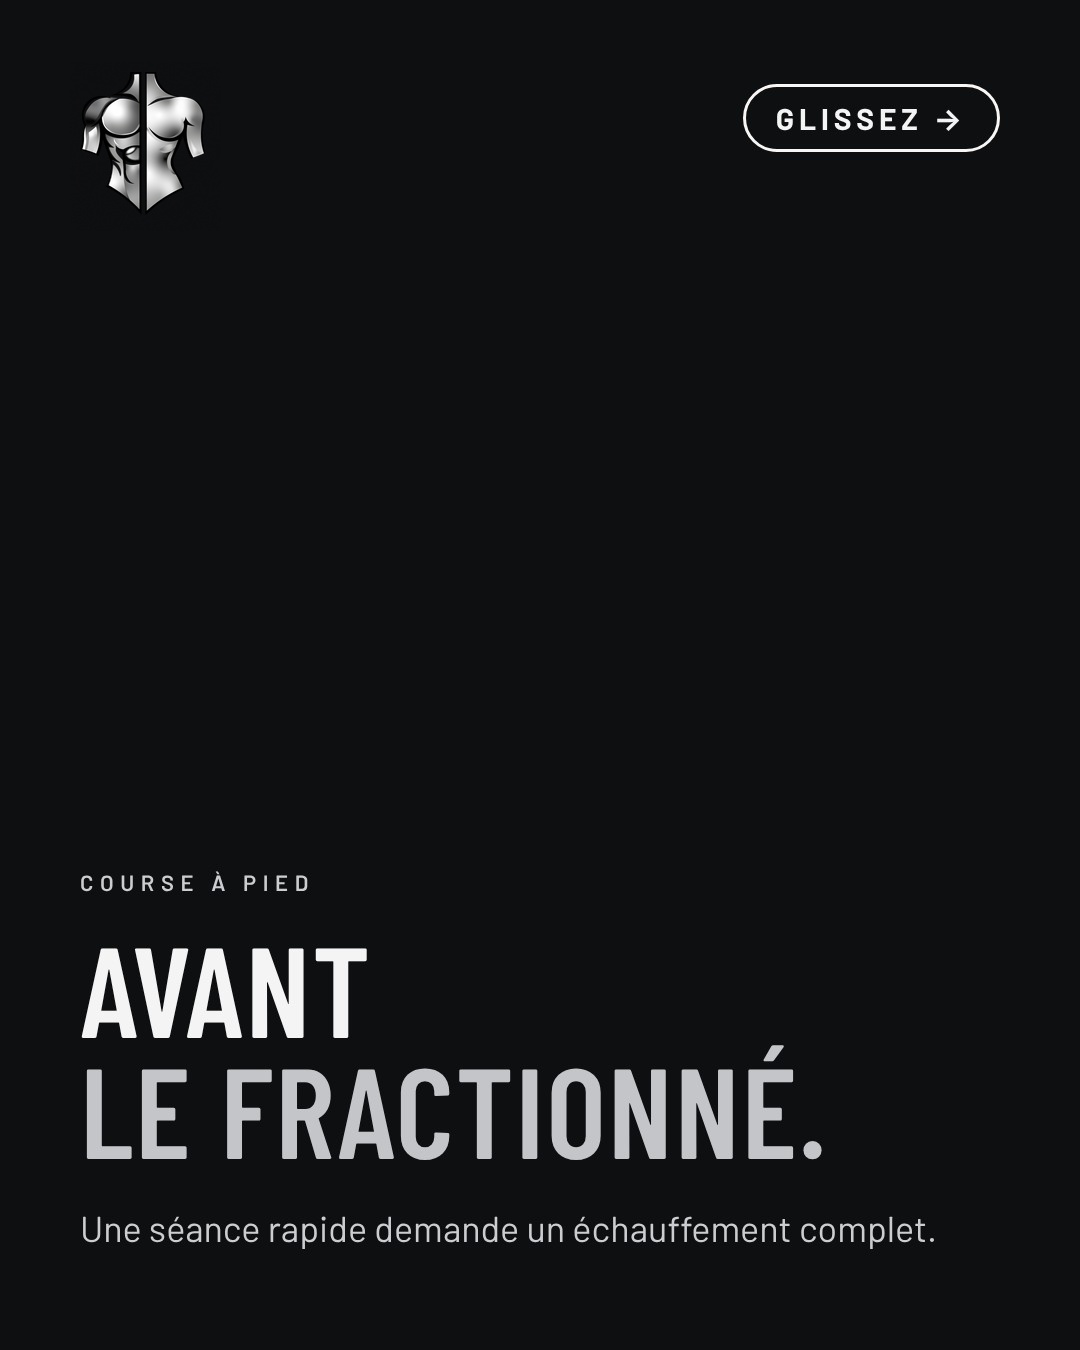 GLISSEZ →
COURSE À PIED
AVANT
LE FRACTIONNÉ.
Une séance rapide demande un échauffement complet.